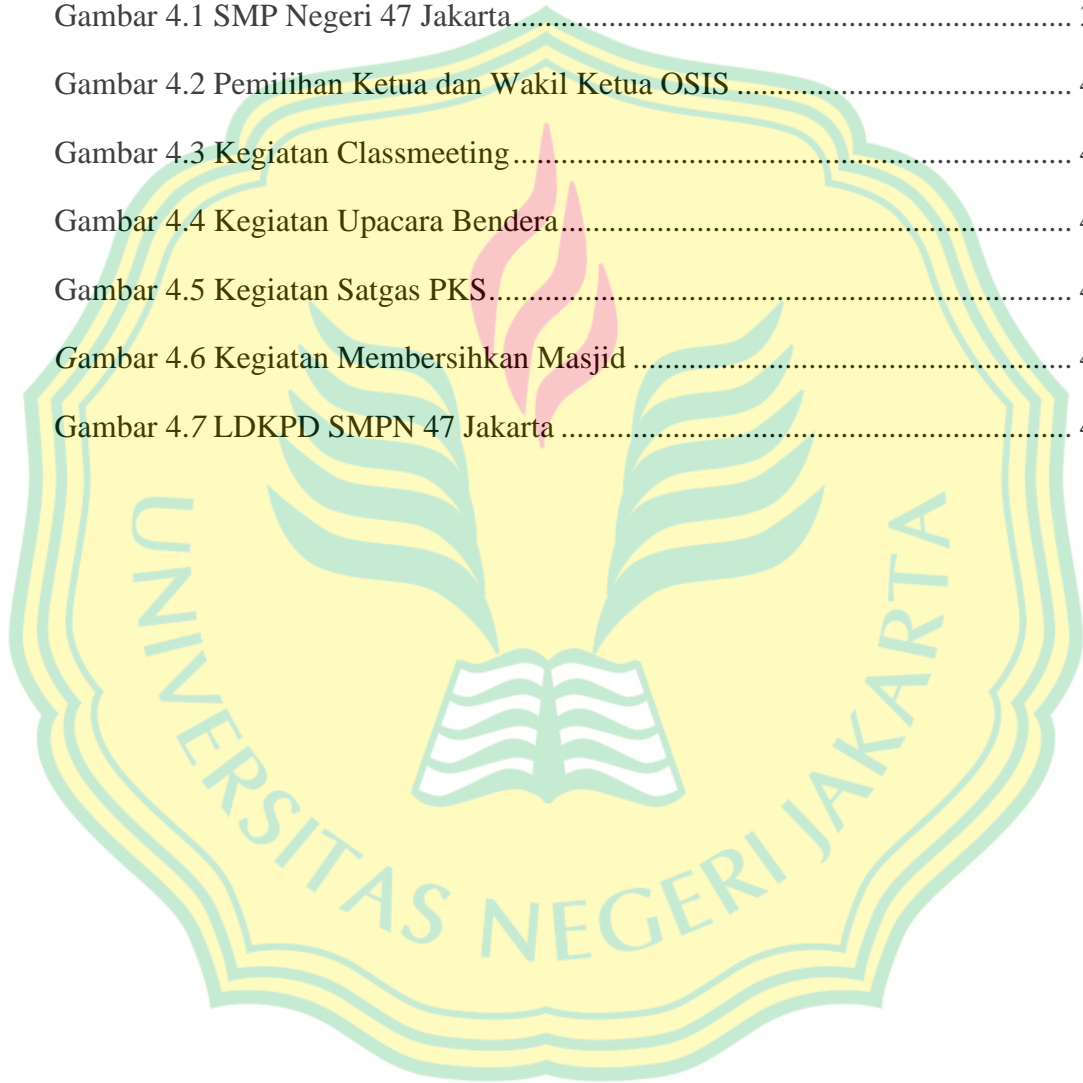 Gambar 4.1 SMP Negeri 47 Jakarta
Gambar 4.2 Pemilihan Ketua dan Wakil Ketua OSIS
Gambar 4.3 Kegiatan Classmeeting
Gambar 4.4 Kegiatan Upacara Bendera
Gambar 4.5 Kegiatan Satgas PKS
Gambar 4.6 Kegiatan Membersihkan Masjid
Gambar 4.7 LDKPD SMPN 47 Jakarta
UNIVERSITAS NEGERI JAKARTA